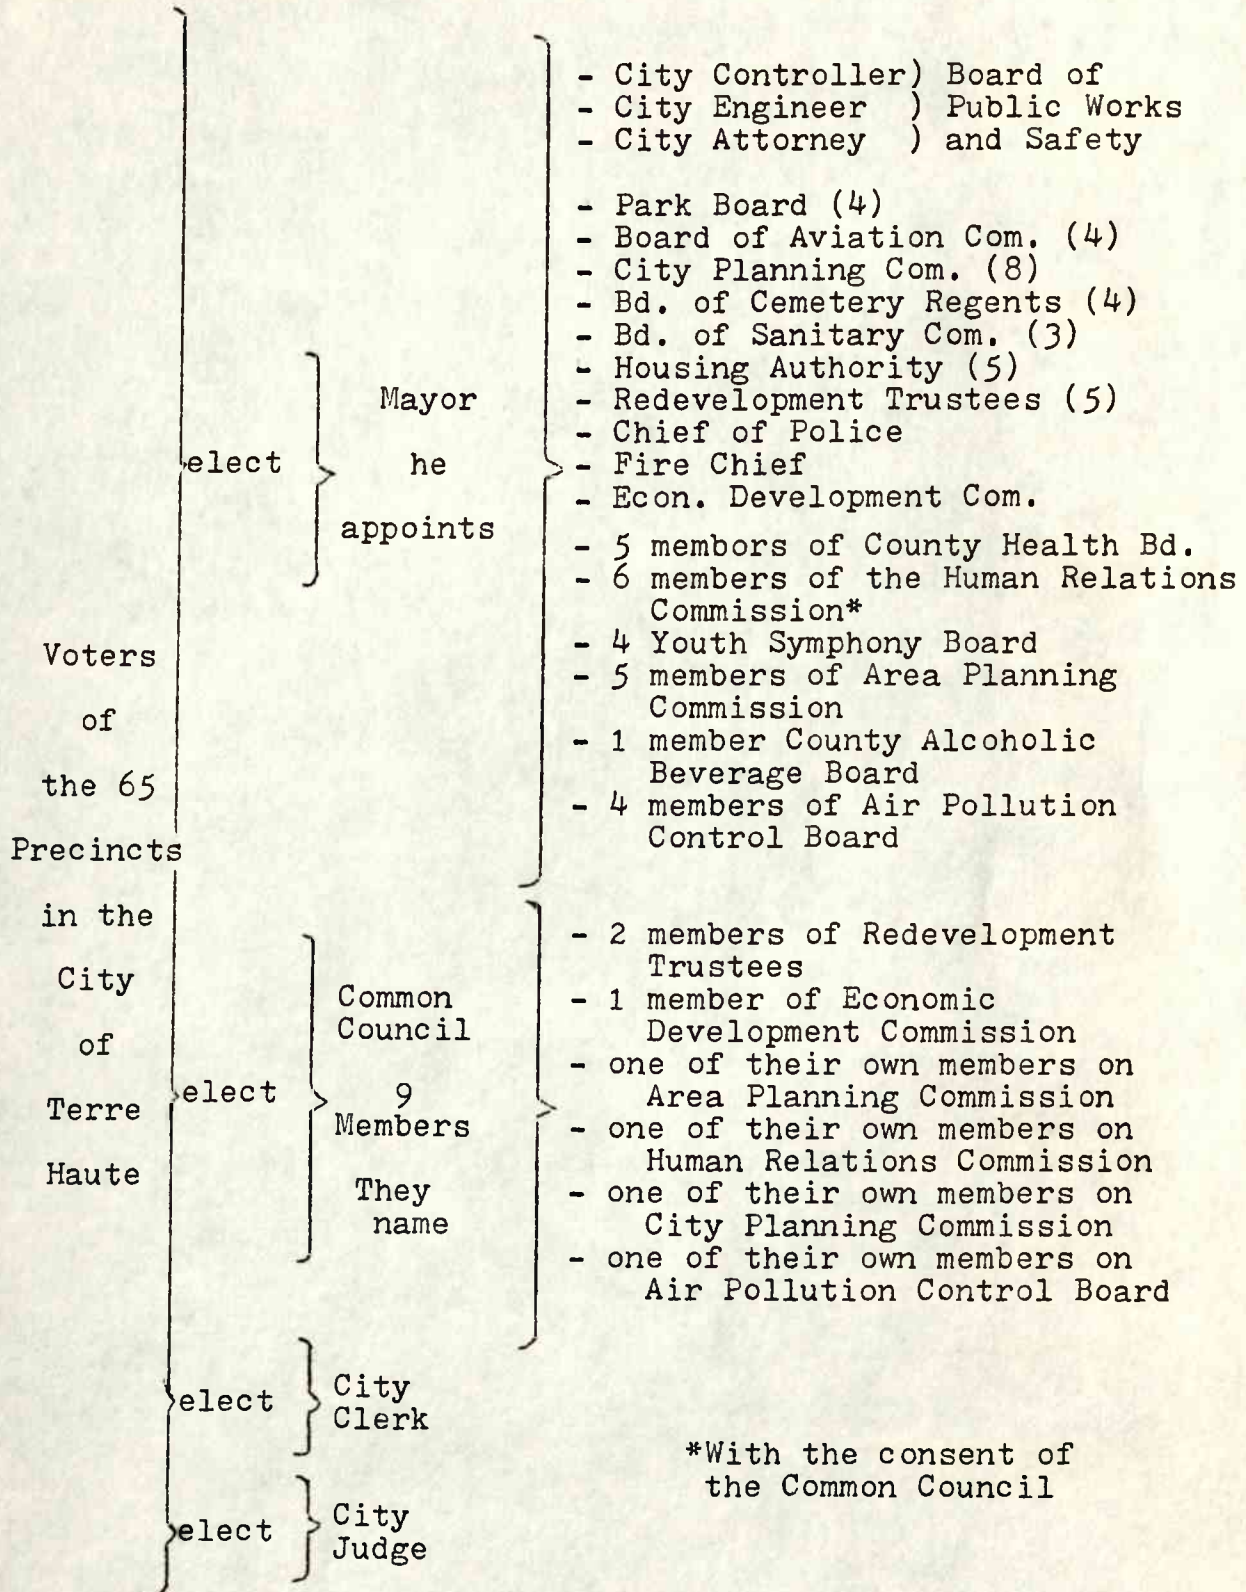 Voters
of
the 65
Precincts
in the
City
of
Terre
Haute
elect
Mayor
he
appoints
- City Controller) Board of
- City Engineer ) Public Works
- City Attorney ) and Safety
- Park Board (4)
- Board of Aviation Com. (4)
- City Planning Com. (8)
- Bd. of Cemetery Regents (4)
- Bd. of Sanitary Com. (3)
- Housing Authority (5)
- Redevelopment Trustees (5)
- Chief of Police
- Fire Chief
- Econ. Development Com.
- 5 membors of County Health Bd.
- 6 members of the Human Relations
Commission*
- 4 Youth Symphony Board
- 5 members of Area Planning
Commission
- 1 member County Alcoholic
Beverage Board
- 4 members of Air Pollution
Control Board
elect
Common
Council
9
Members
They
name
- 2 members of Redevelopment
Trustees
- 1 member of Economic
Development Commission
- one of their own members on
Area Planning Commission
- one of their own members on
Human Relations Commission
- one of their own members on
City Planning Commission
- one of their own members on
Air Pollution Control Board
elect
City
Clerk
elect
City
Judge
*With the consent of
the Common Council